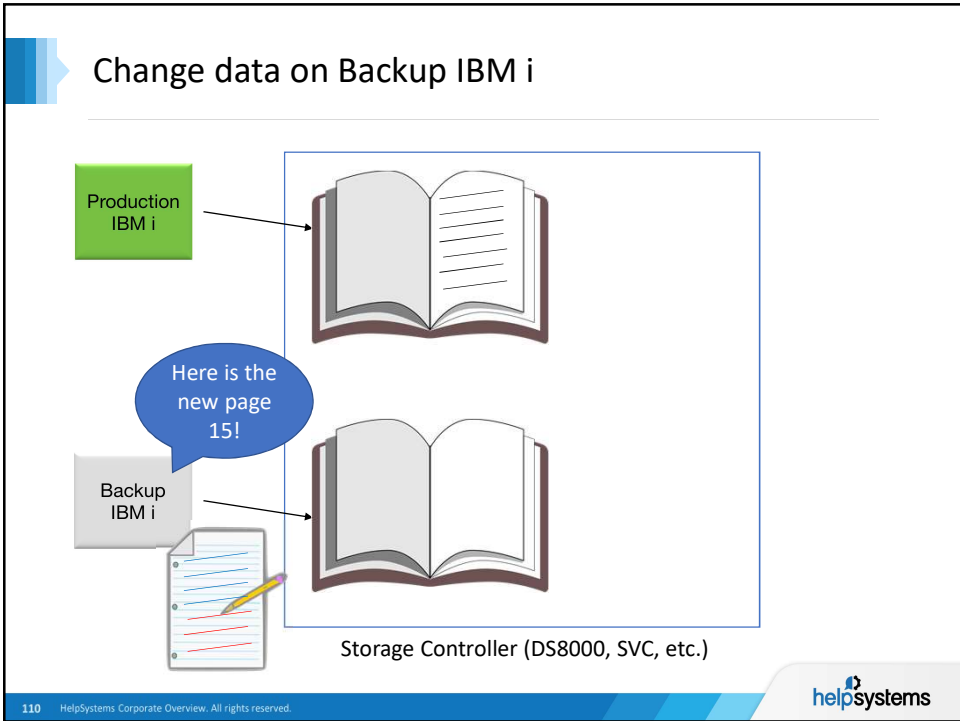 Change data on Backup IBM i
Production
IBM i
Here is the
new page
15!
Backup
IBM i
Storage Controller (DS8000, SVC, etc.)
110 HelpSystems Corporate Overview. All rights reserved.
helpsystems